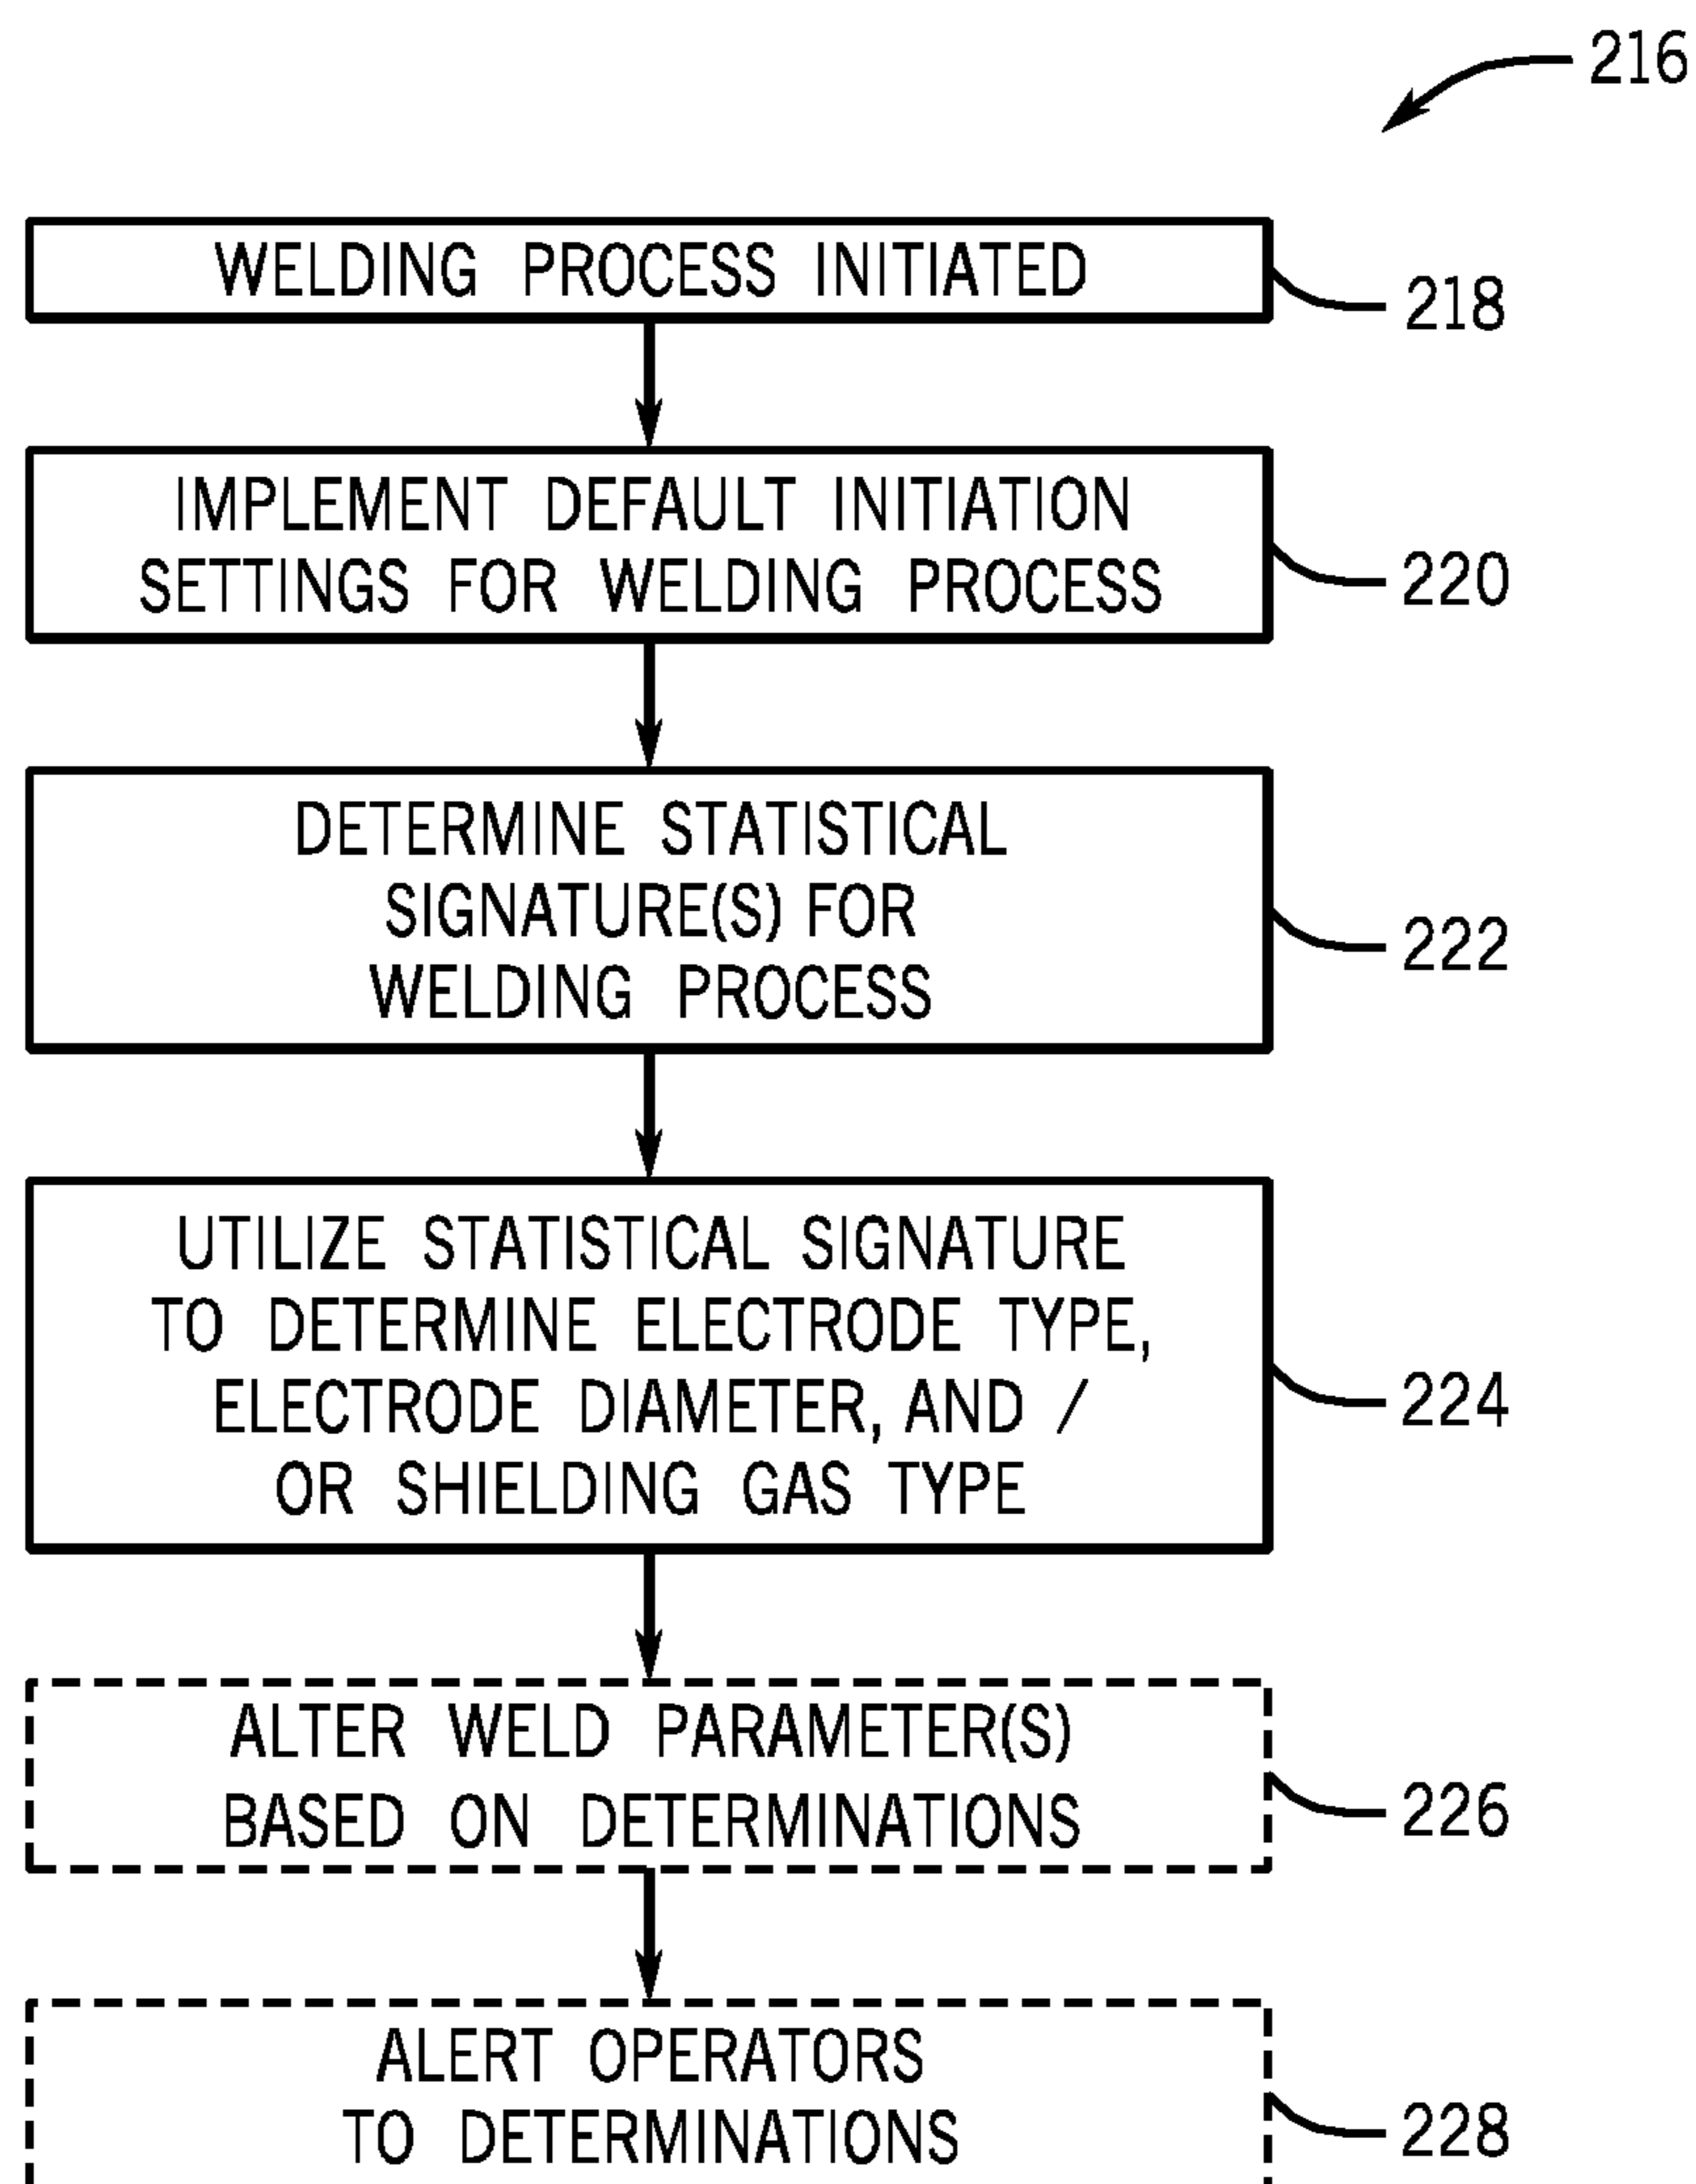 216
WELDING PROCESS INITIATED
218
IMPLEMENT DEFAULT INITIATION
SETTINGS FOR WELDING PROCESS
220
DETERMINE STATISTICAL
SIGNATURE(S) FOR
WELDING PROCESS
222
UTILIZE STATISTICAL SIGNATURE
TO DETERMINE ELECTRODE TYPE,
ELECTRODE DIAMETER, AND /
OR SHIELDING GAS TYPE
224
ALTER WELD PARAMETER(S)
BASED ON DETERMINATIONS
226
ALERT OPERATORS
TO DETERMINATIONS
228